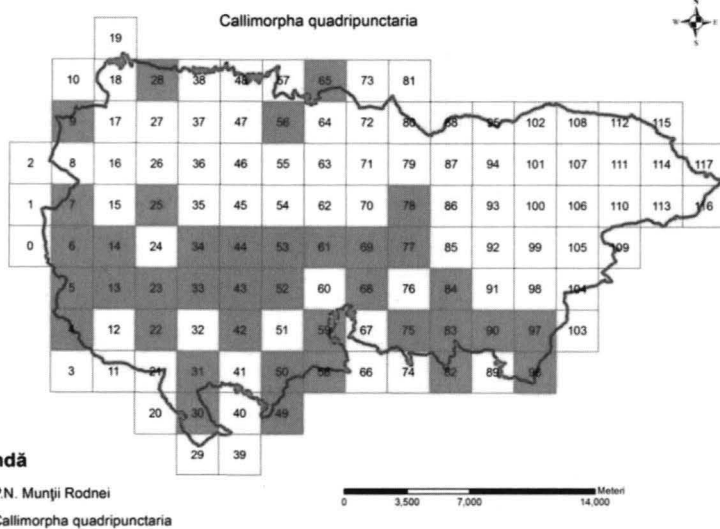 Callimorpha quadripunctaria
N
W E
S
19
10 18 28 38 48 57 65 73 81
9 17 27 37 47 56 64 72 80 88 95 102 108 112 115
2 8 16 26 36 46 55 63 71 79 87 94 101 107 111 114 117
1 7 15 25 35 45 54 62 70 78 86 93 100 106 110 113 116
0 6 14 24 34 44 53 61 69 77 85 92 99 105 109
5 13 23 33 43 52 60 68 76 84 91 98 104
12 22 32 42 51 59 67 75 83 90 97 103
3 11 21 31 41 50 58 66 74 82 89 96
20 30 40 49
29 39
ndă
P.N. Munții Rodnei
Callimorpha quadripunctaria
Meteri
0 3,500 7,000 14,000